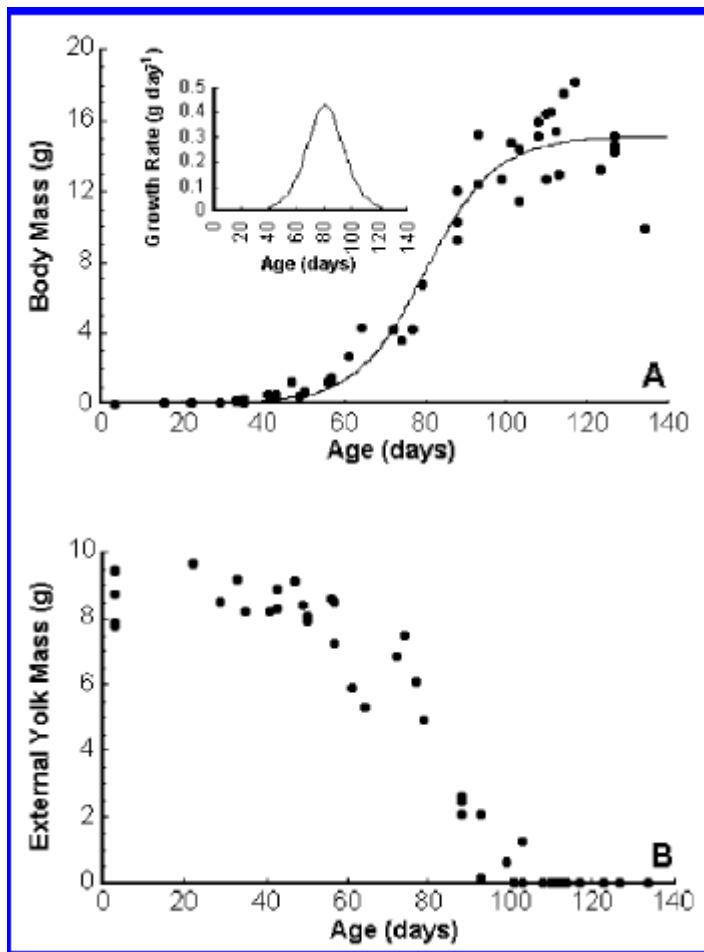 20
16
12
8
4
0
Body Mass (g)
0.5
0.4
0.3
0.2
0.1
0
Growth Rate (g day⁻¹)
0 20 40 60 80 100 120 140
Age (days)
A
0 20 40 60 80 100 120 140
Age (days)
10
8
6
4
2
0
External Yolk Mass (g)
B
0 20 40 60 80 100 120 140
Age (days)